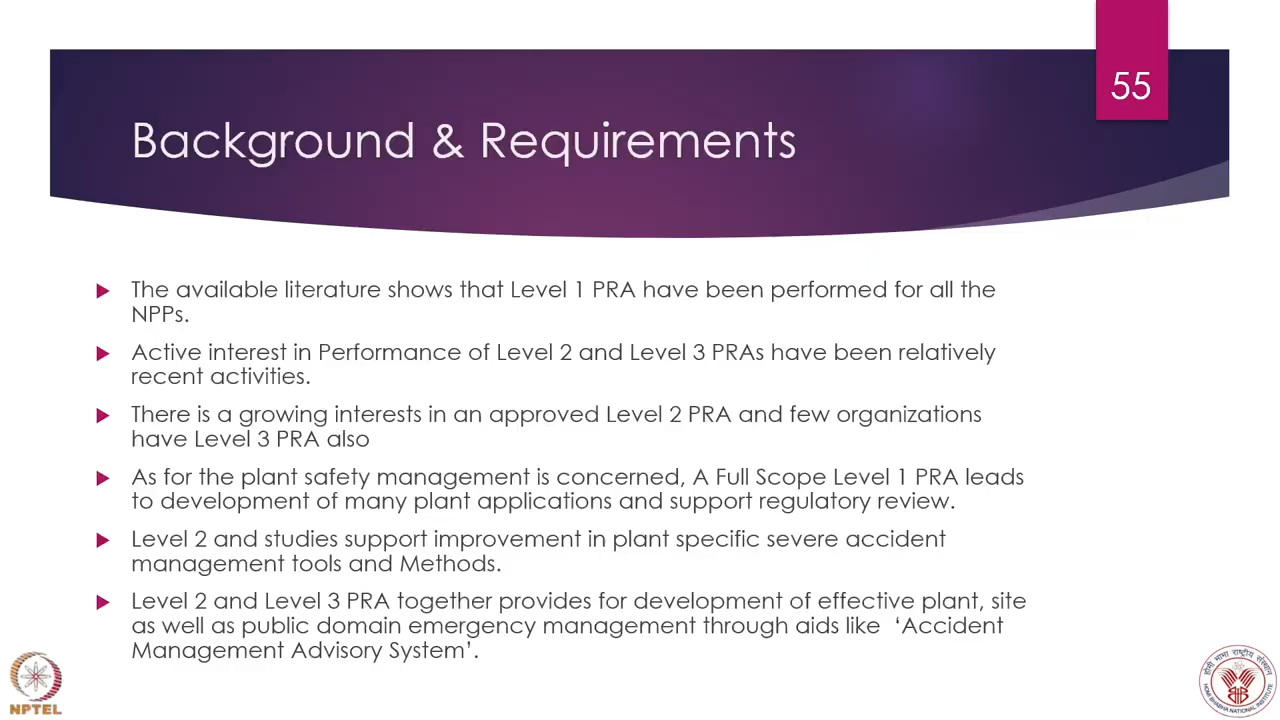 55
Background & Requirements
The available literature shows that Level 1 PRA have been performed for all the
NPPs.
Active interest in Performance of Level 2 and Level 3 PRAs have been relatively
recent activities.
There is a growing interests in an approved Level 2 PRA and few organizations
have Level 3 PRA also
As for the plant safety management is concerned, A Full Scope Level 1 PRA leads
to development of many plant applications and support regulatory review.
Level 2 and studies support improvement in plant specific severe accident
management tools and Methods.
Level 2 and Level 3 PRA together provides for development of effective plant, site
as well as public domain emergency management through aids like ‘Accident
Management Advisory System’.
NPTEL
होमी भाभा राष्ट्रीय संस्थान
HOMI BHABHA NATIONAL INSTITUTE